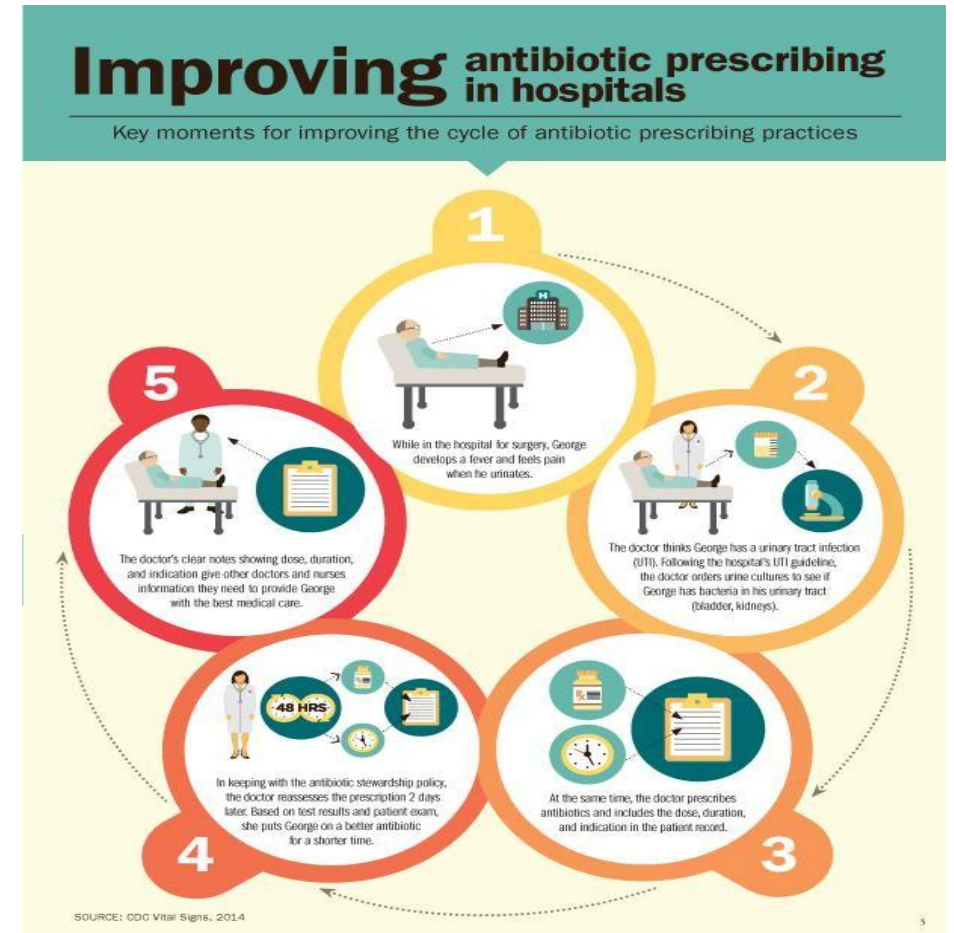 Improving antibiotic prescribing
in hospitals
Key moments for improving the cycle of antibiotic prescribing practices
1
H
While in the hospital for surgery, George
develops a fever and feels pain
when he urinates.
2
The doctor thinks George has a urinary tract infection
(UTI). Following the hospital's UTI guideline,
the doctor orders urine cultures to see if
George has bacteria in his urinary tract
(bladder, kidneys).
3
Rx
At the same time, the doctor prescribes
antibiotics and includes the dose, duration,
and indication in the patient record.
4
48 HRS
In keeping with the antibiotic stewardship policy,
the doctor reassesses the prescription 2 days
later. Based on test results and patient exam,
she puts George on a better antibiotic
for a shorter time.
5
The doctor's clear notes showing dose, duration,
and indication give other doctors and nurses
information they need to provide George
with the best medical care.
SOURCE: CDC Vital Signs, 2014
3